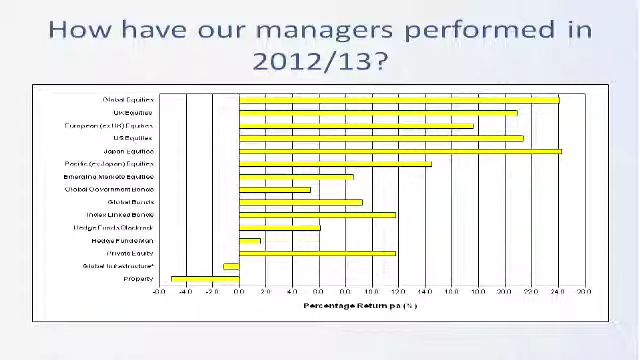 How have our managers performed in
2012/13?
Global Equities
UK Equities
European (ex UK) Equities
US Equities
Japan Equities
Pacific (ex Japan) Equities
Emerging Markets Equities
Global Government Bonds
Global Bonds
Index Linked Bonds
Hedge Funds Blackrock
Hedge Funds Man
Private Equity
Global Infrastructure*
Property
-6.0 -4.0 -2.0 0.0 2.0 4.0 6.0 8.0 10.0 12.0 14.0 16.0 18.0 20.0 22.0 24.0 26.0
Percentage Return pa (%)